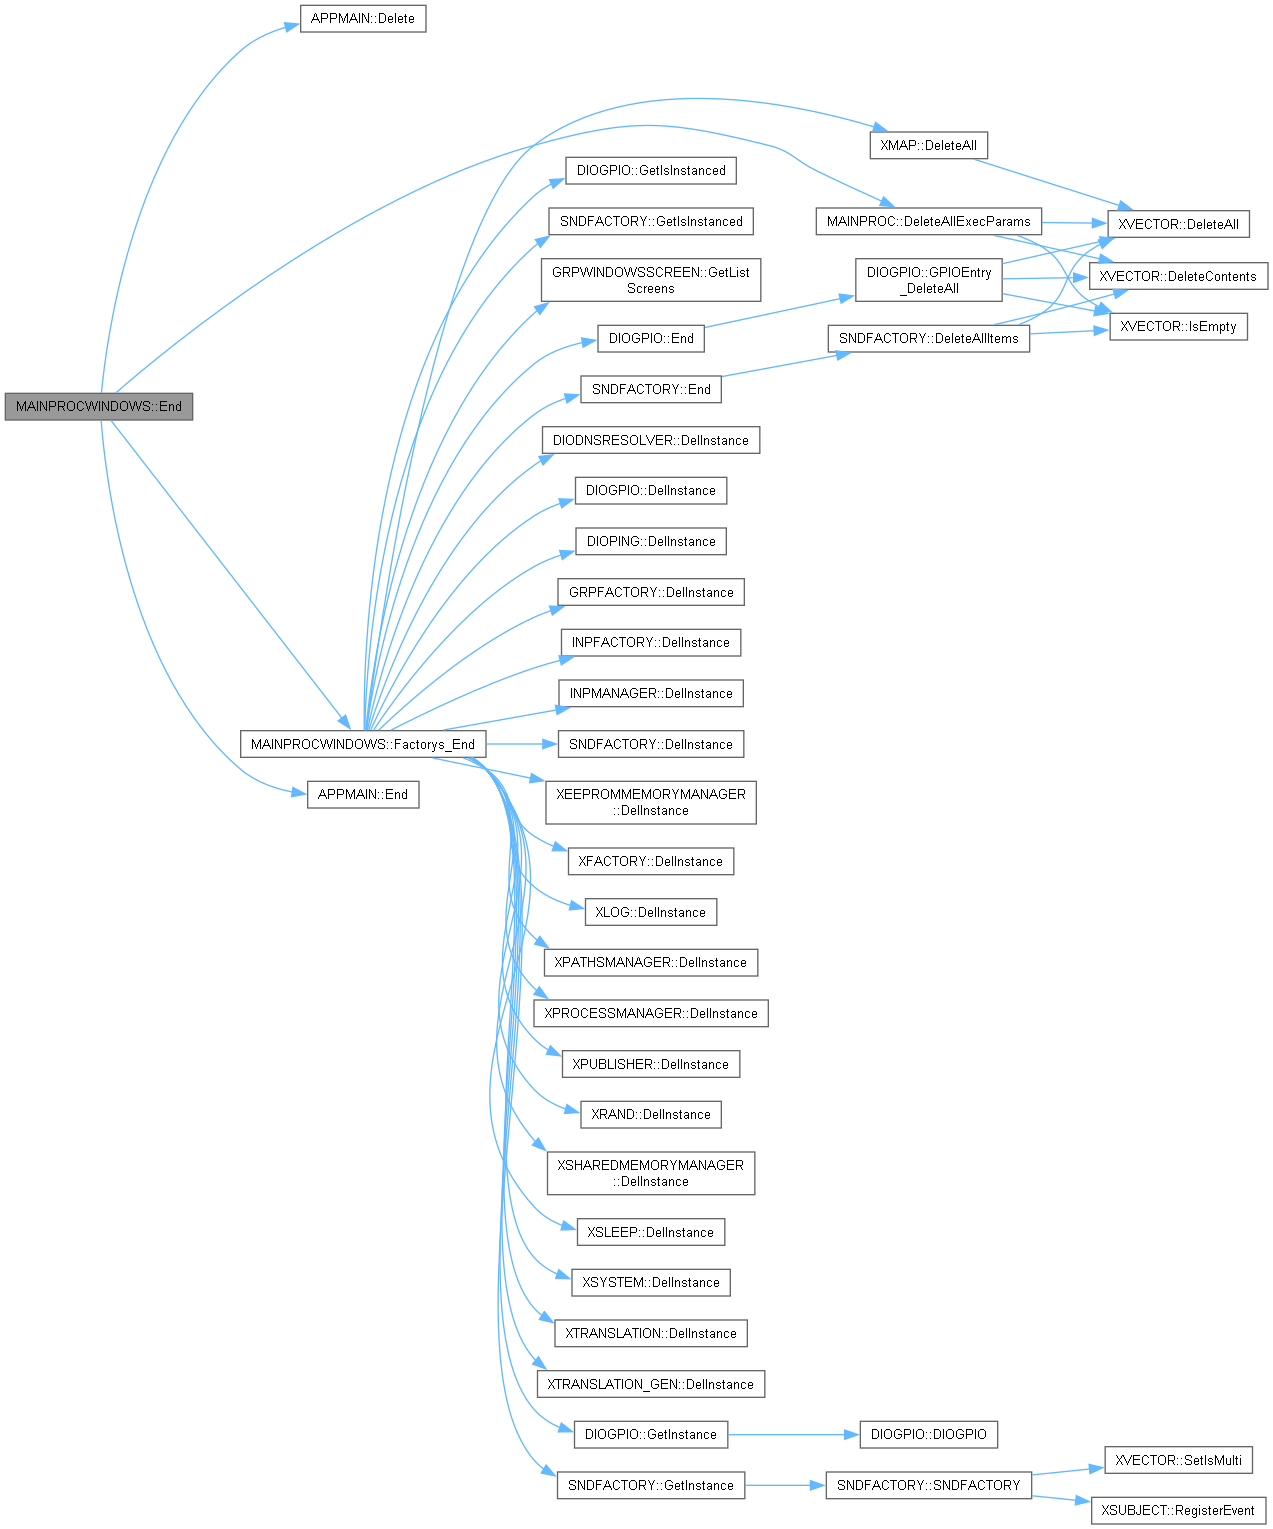 APPMAIN::Delete
XMAP::DeleteAll
DIOGPIO::GetIsInstanced
SNDFACTORY::GetIsInstanced
MAINPROC::DeleteAllExecParams
XVECTOR::DeleteAll
GRPWINDOWSSCREEN::GetList
Screens
DIOGPIO::GPIOEntry
_DeleteAll
XVECTOR::DeleteContents
DIOGPIO::End
SNDFACTORY::DeleteAllItems
XVECTOR::IsEmpty
SNDFACTORY::End
MAINPROCWINDOWS::End
DIODNSRESOLVER::DelInstance
DIOGPIO::DelInstance
DIOPING::DelInstance
GRPFACTORY::DelInstance
INPFACTORY::DelInstance
INPMANAGER::DelInstance
MAINPROCWINDOWS::Factorys_End
SNDFACTORY::DelInstance
APPMAIN::End
XEEPROMMEMORYMANAGER
::DelInstance
XFACTORY::DelInstance
XLOG::DelInstance
XPATHSMANAGER::DelInstance
XPROCESSMANAGER::DelInstance
XPUBLISHER::DelInstance
XRAND::DelInstance
XSHAREDMEMORYMANAGER
::DelInstance
XSLEEP::DelInstance
XSYSTEM::DelInstance
XTRANSLATION::DelInstance
XTRANSLATION_GEN::DelInstance
DIOGPIO::GetInstance
DIOGPIO::DIOGPIO
SNDFACTORY::GetInstance
SNDFACTORY::SNDFACTORY
XVECTOR::SetIsMulti
XSUBJECT::RegisterEvent